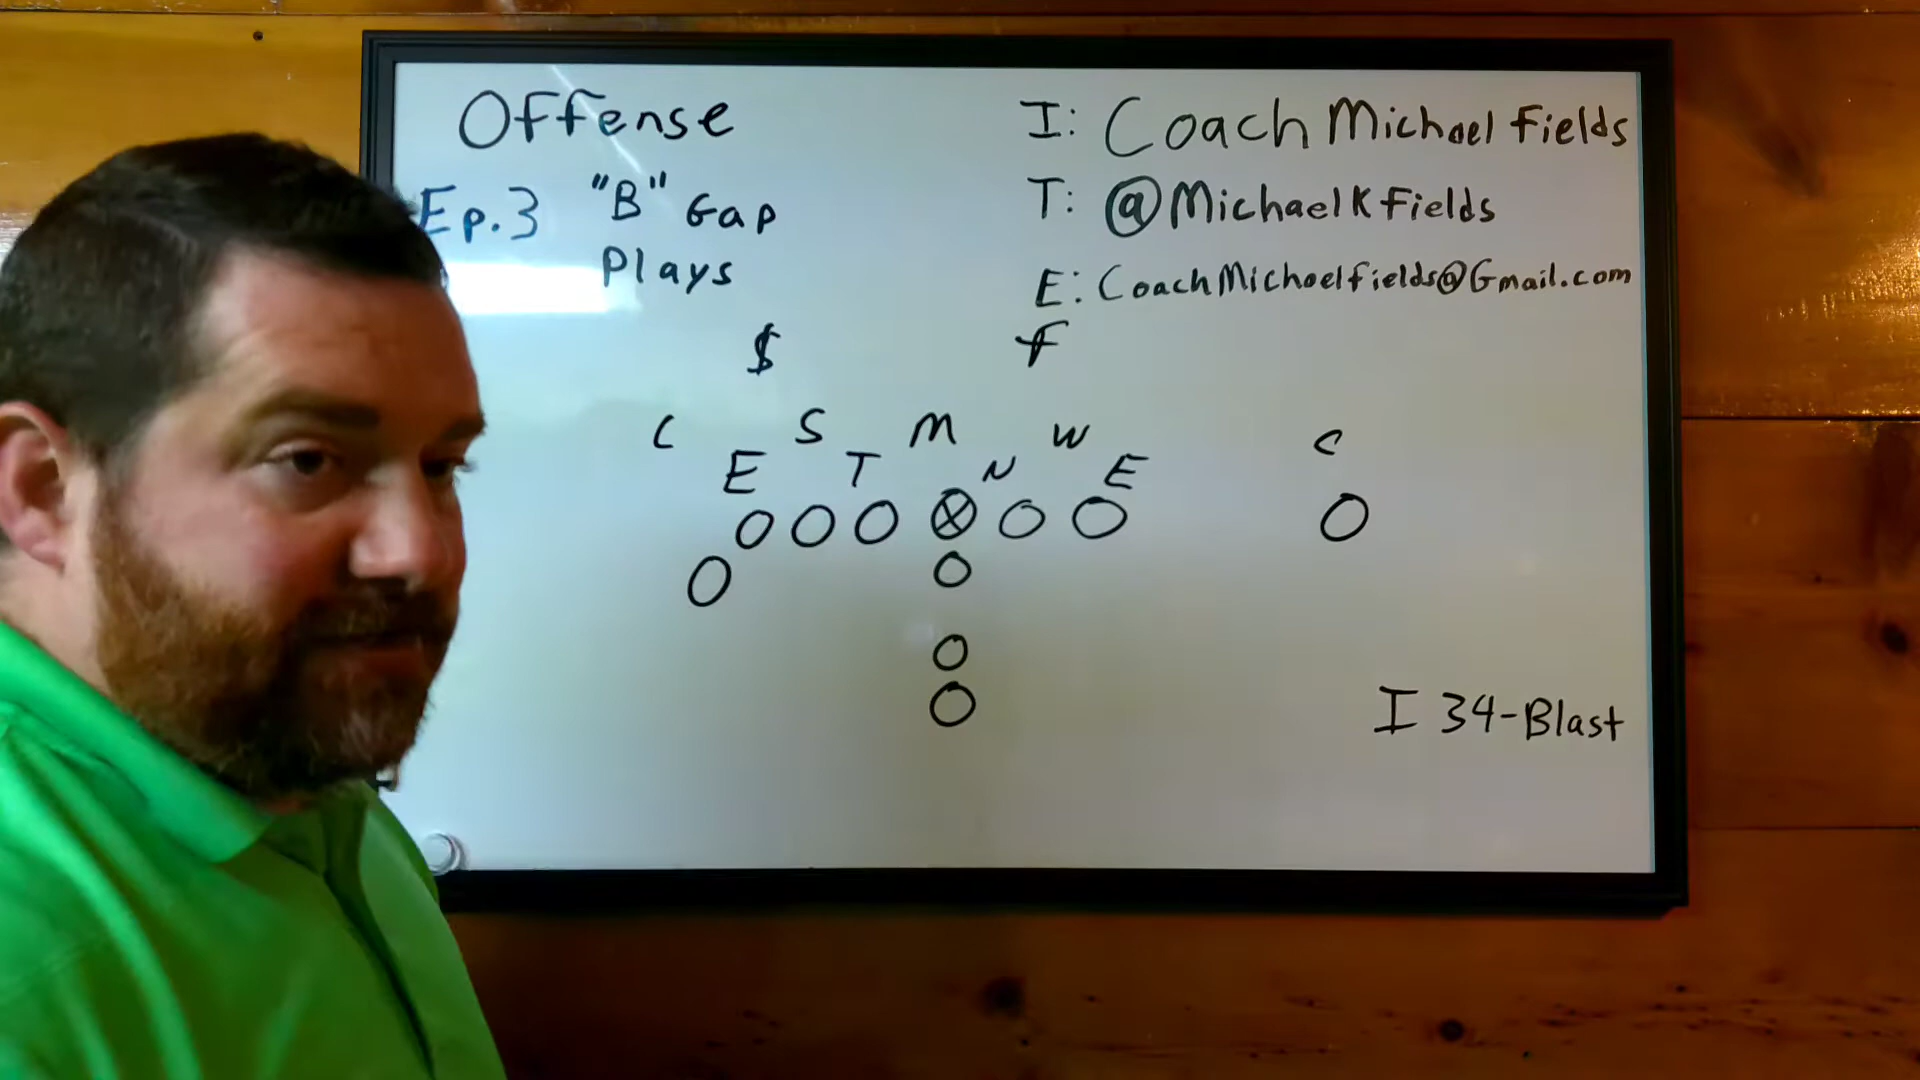 Offense
Ep.3 "B" Gap
Plays
I: Coach Michael Fields
T: @MichaelKFields
E: CoachMichaelfields@Gmail.com
$ F
C S M W C
E T N E
I 34-Blast